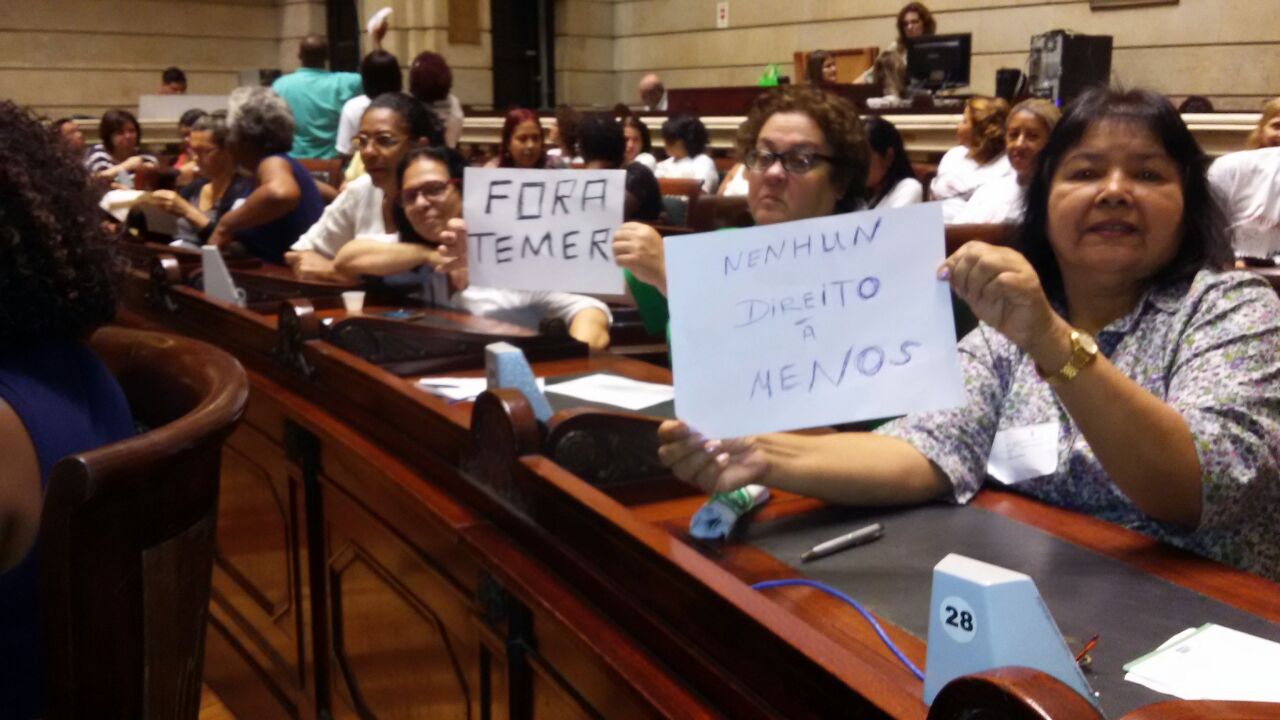 FORA
TEMER
NENHUN
DIREITO
À
MENOS
28